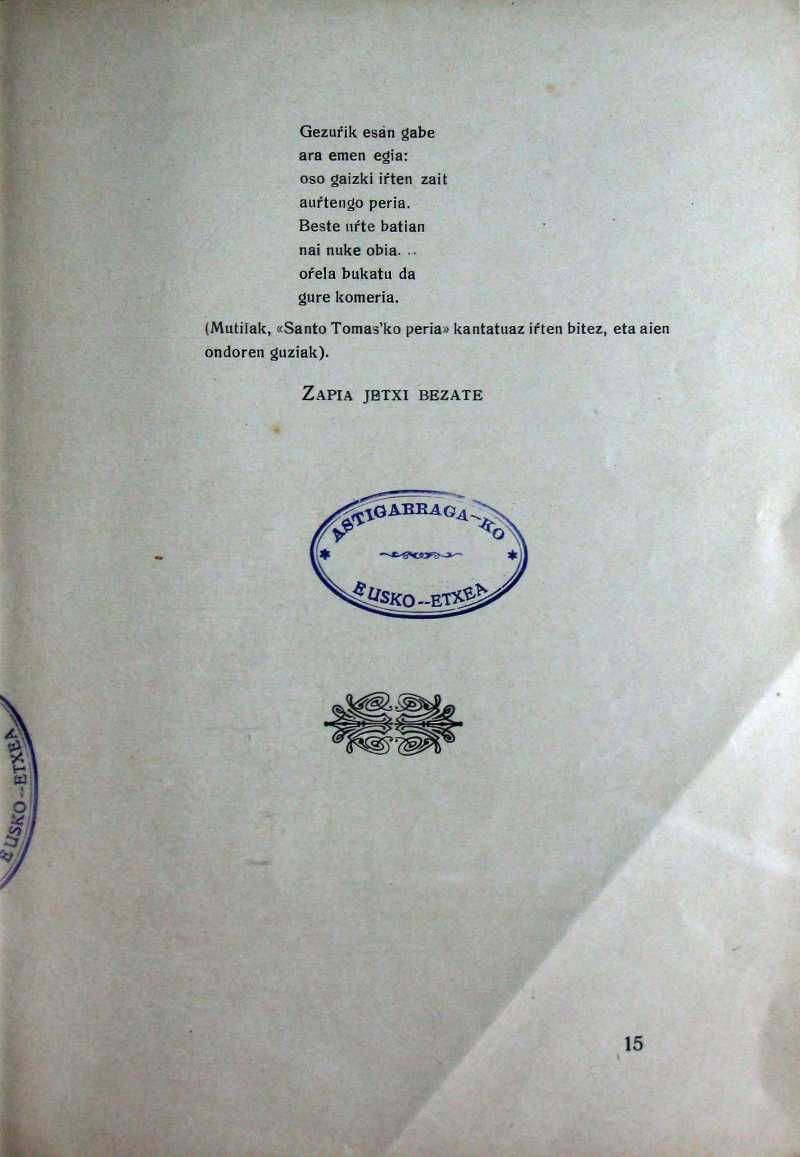 Gezuŕik esan gabe
ara emen egia:
oso gaizki iŕten zait
auŕtengo peria.
Beste uŕte batian
nai nuke obia. ..
oŕela bukatu da
gure komeria.
(Mutilak, «Santo Tomas'ko peria» kantatuaz iŕten bitez, eta aien
ondoren guziak).
ZAPIA JETXI BEZATE
ASTIGARRAGA-KO
EUSKO--ETXEA
EUSKO--ETXEA
15